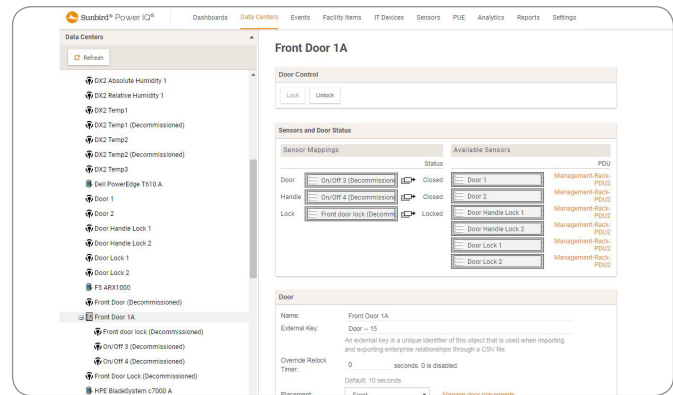 Sunbird® Power IQ®
Dashboards Data Centers Events Facility Items IT Devices Sensors PUE Analytics Reports Settings
Data Centers
Refresh
DX2 Absolute Humidity 1
DX2 Relative Humidity 1
DX2 Temp1
DX2 Temp1 (Decommissioned)
DX2 Temp2
DX2 Temp2 (Decommissioned)
DX2 Temp3
Dell PowerEdge T610 A
Door 1
Door 2
Door Handle Lock 1
Door Handle Lock 2
Door Lock 1
Door Lock 2
F5 ARX1000
Front Door (Decommissioned)
Front Door 1A
Front door lock (Decommissioned)
On/Off 3 (Decommissioned)
On/Off 4 (Decommissioned)
Front Door Lock (Decommissioned)
HPE BladeSystem c7000 A
Front Door 1A
Door Control
Lock Unlock
Sensors and Door Status
Sensor Mappings
Status
Door On/Off 3 (Decommission Closed
Handle On/Off 4 (Decommission Closed
Lock Front door lock (Decomm Locked
Available Sensors
PDU
Door 1 Management-Rack-
PDU2
Door 2 Management-Rack-
PDU2
Door Handle Lock 1 Management-Rack-
PDU2
Door Handle Lock 2 Management-Rack-
PDU2
Door Lock 1 Management-Rack-
PDU2
Door Lock 2 Management-Rack-
PDU2
Door
Name: Front Door 1A
External Key: Door -- 15
An external key is a unique identifier of this object that is used when importing
and exporting enterprise relationships through a CSV file.
Override Relock
Timer: 0 seconds. 0 is disabled.
Default: 10 seconds
Placement: Front Manage door placements